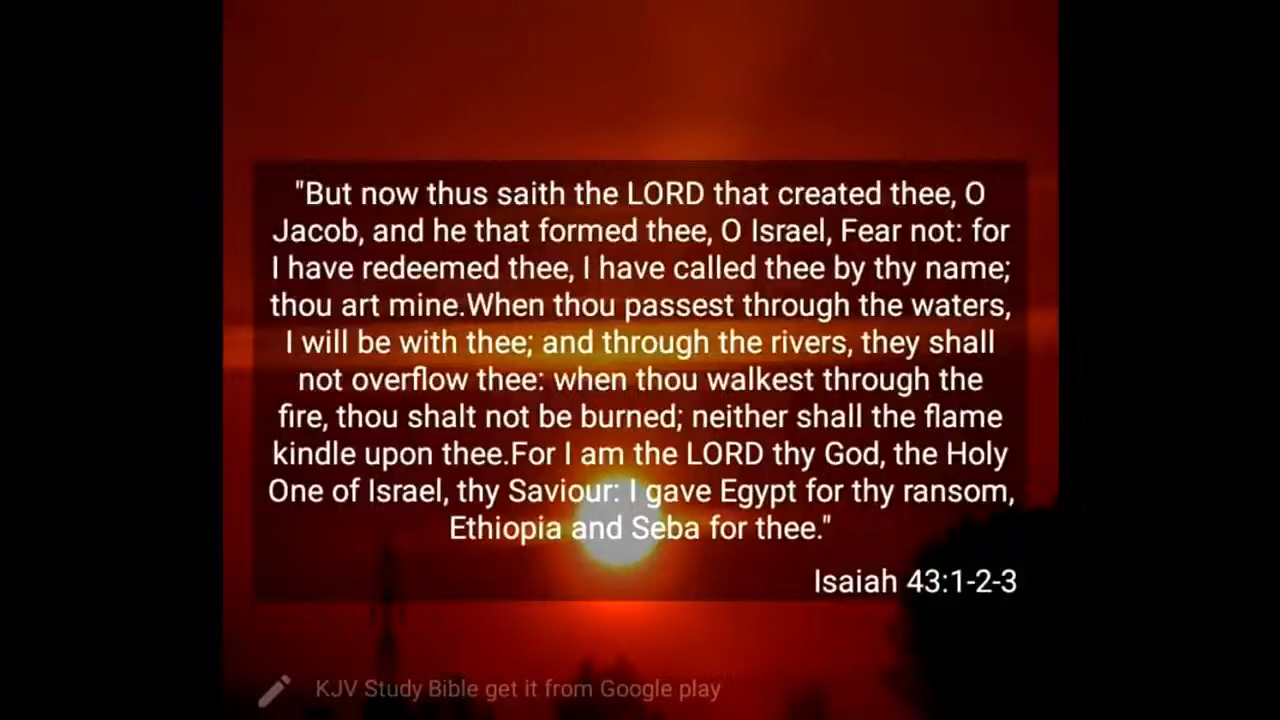 "But now thus saith the LORD that created thee, O
Jacob, and he that formed thee, O Israel, Fear not: for
I have redeemed thee, I have called thee by thy name;
thou art mine.When thou passest through the waters,
I will be with thee; and through the rivers, they shall
not overflow thee: when thou walkest through the
fire, thou shalt not be burned; neither shall the flame
kindle upon thee.For I am the LORD thy God, the Holy
One of Israel, thy Saviour: I gave Egypt for thy ransom,
Ethiopia and Seba for thee."
Isaiah 43:1-2-3
KJV Study Bible get it from Google play